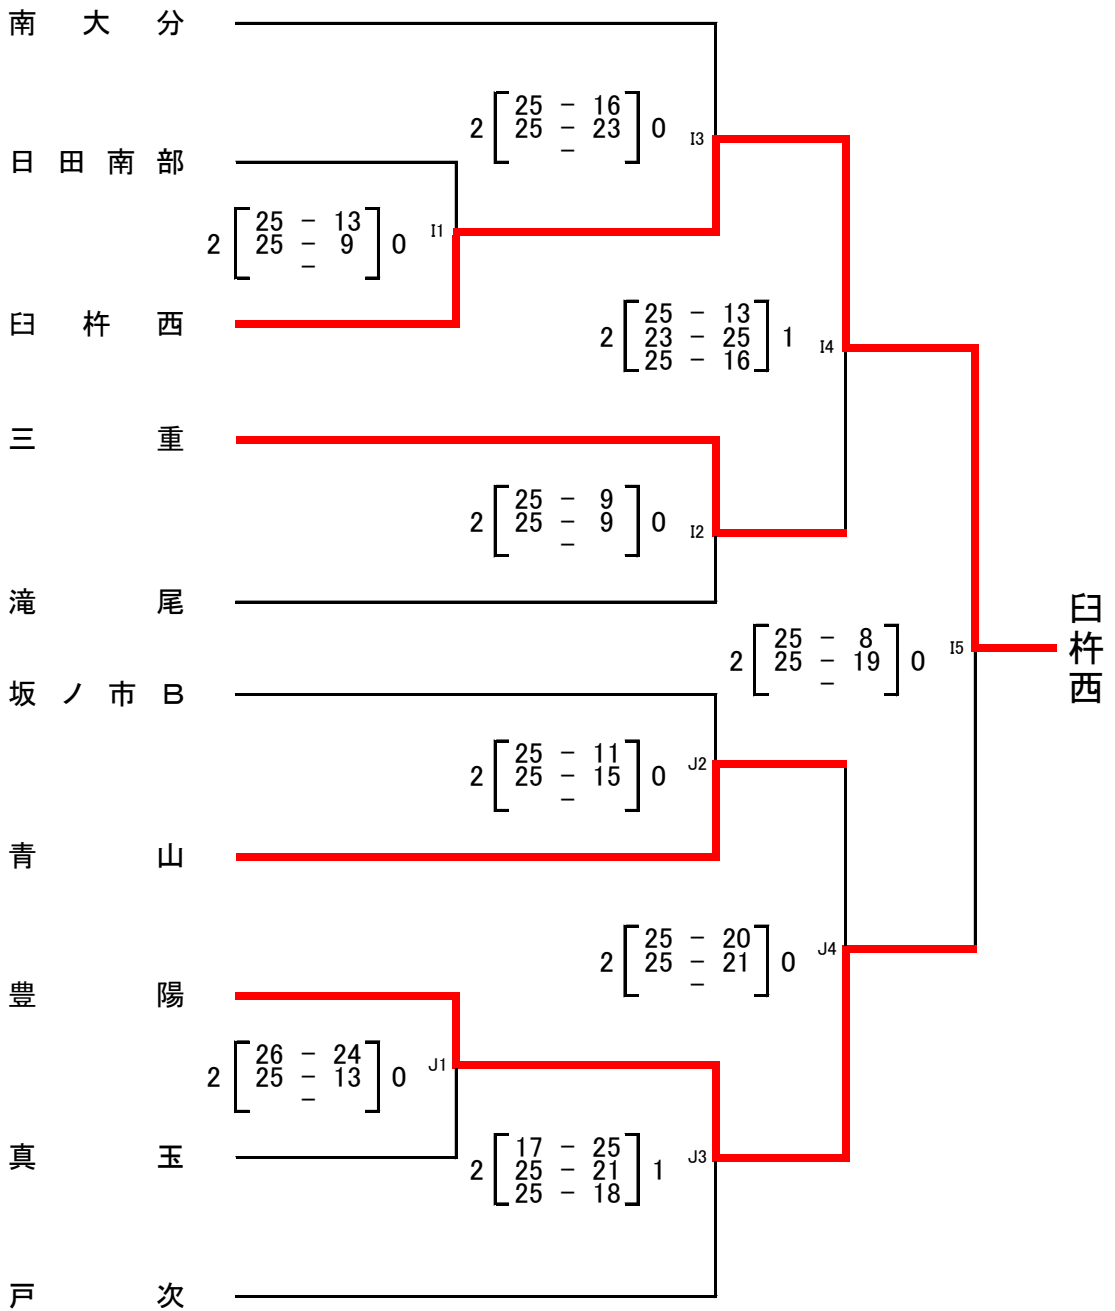 南大分
25 - 16
2 25 - 23 0
-
I3
日田南部
25 - 13
2 25 - 9 0
-
I1
臼杵西
25 - 13
2 23 - 25 1
25 - 16
I4
三重
25 - 9
2 25 - 9 0
-
I2
滝尾
25 - 8
2 25 - 19 0
-
I5
臼杵西
坂ノ市B
25 - 11
2 25 - 15 0
-
J2
青山
25 - 20
2 25 - 21 0
-
J4
豊陽
26 - 24
2 25 - 13 0
-
J1
真玉
17 - 25
2 25 - 21 1
25 - 18
J3
戸次